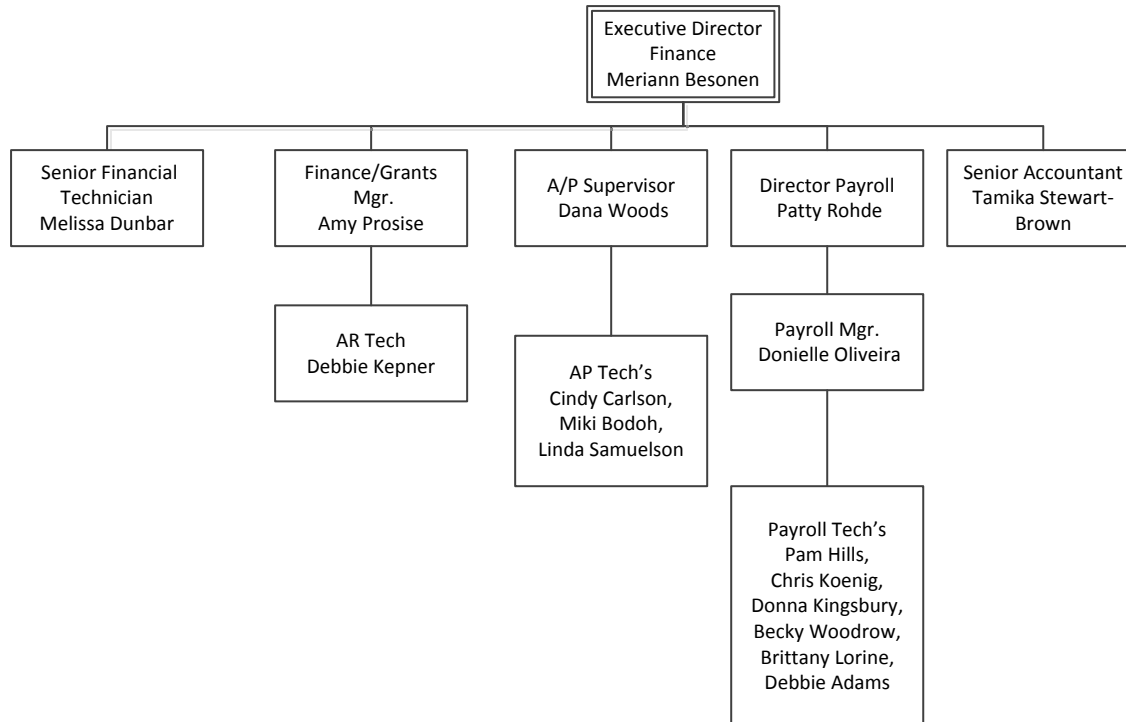 Executive Director
Finance
Meriann Besonen
Senior Financial
Technician
Melissa Dunbar
Finance/Grants
Mgr.
Amy Prosise
A/P Supervisor
Dana Woods
Director Payroll
Patty Rohde
Senior Accountant
Tamika Stewart-
Brown
AR Tech
Debbie Kepner
AP Tech’s
Cindy Carlson,
Miki Bodoh,
Linda Samuelson
Payroll Mgr.
Donielle Oliveira
Payroll Tech’s
Pam Hills,
Chris Koenig,
Donna Kingsbury,
Becky Woodrow,
Brittany Lorine,
Debbie Adams